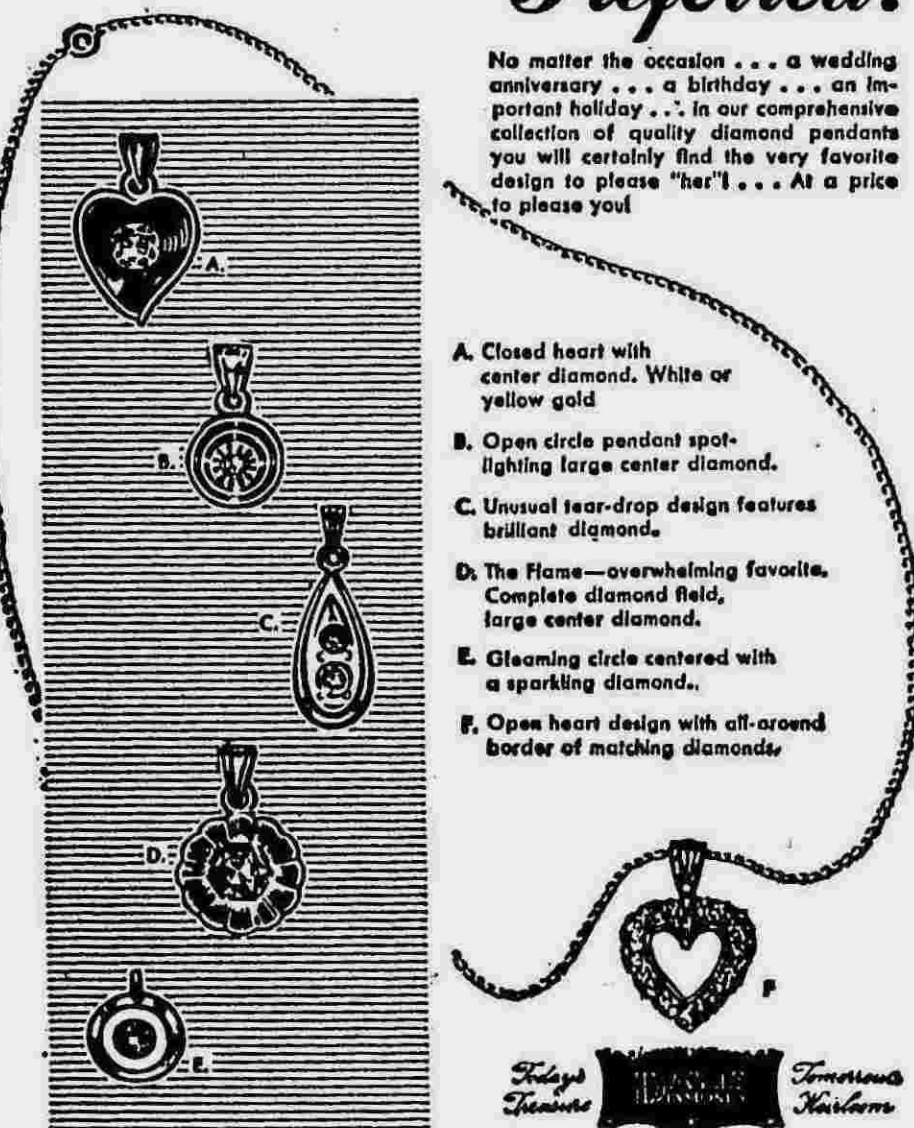 Preferred!
No matter the occasion . . . a wedding
anniversary . . . a birthday . . . an im-
portant holiday . . . in our comprehensive
collection of quality diamond pendants
you will certainly find the very favorite
design to please "her"! . . . At a price
to please you!
A.
B.
C.
D.
E.
A. Closed heart with
center diamond. White or
yellow gold
B. Open circle pendant spot-
lighting large center diamond.
C. Unusual tear-drop design features
brilliant diamond.
D. The Flame—overwhelming favorite.
Complete diamond field,
large center diamond.
E. Gleaming circle centered with
a sparkling diamond.
F. Open heart design with all-around
border of matching diamonds.
F
Today's
Treasure
Tomorrow's
Heirloom